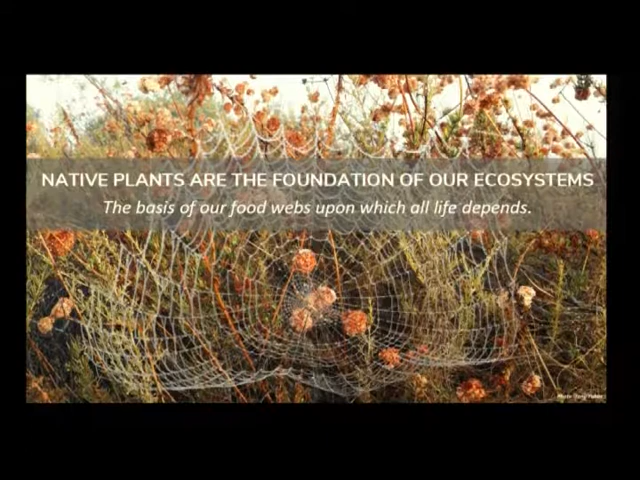 NATIVE PLANTS ARE THE FOUNDATION OF OUR ECOSYSTEMS
The basis of our food webs upon which all life depends.